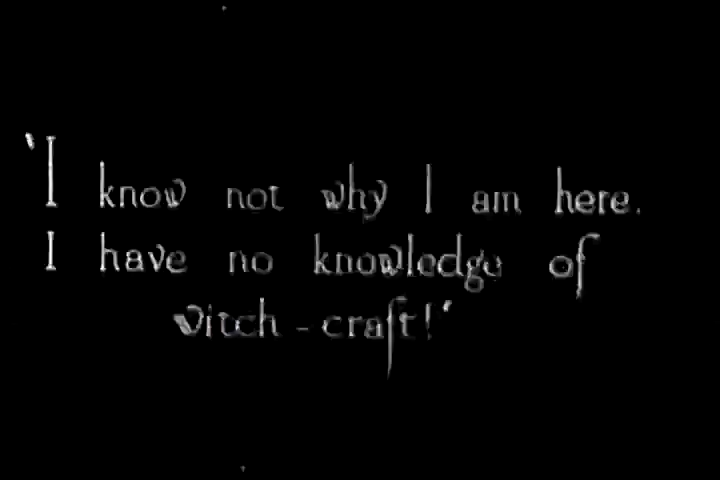 'I know not why I am here.
I have no knowledge of
witch-craft!'